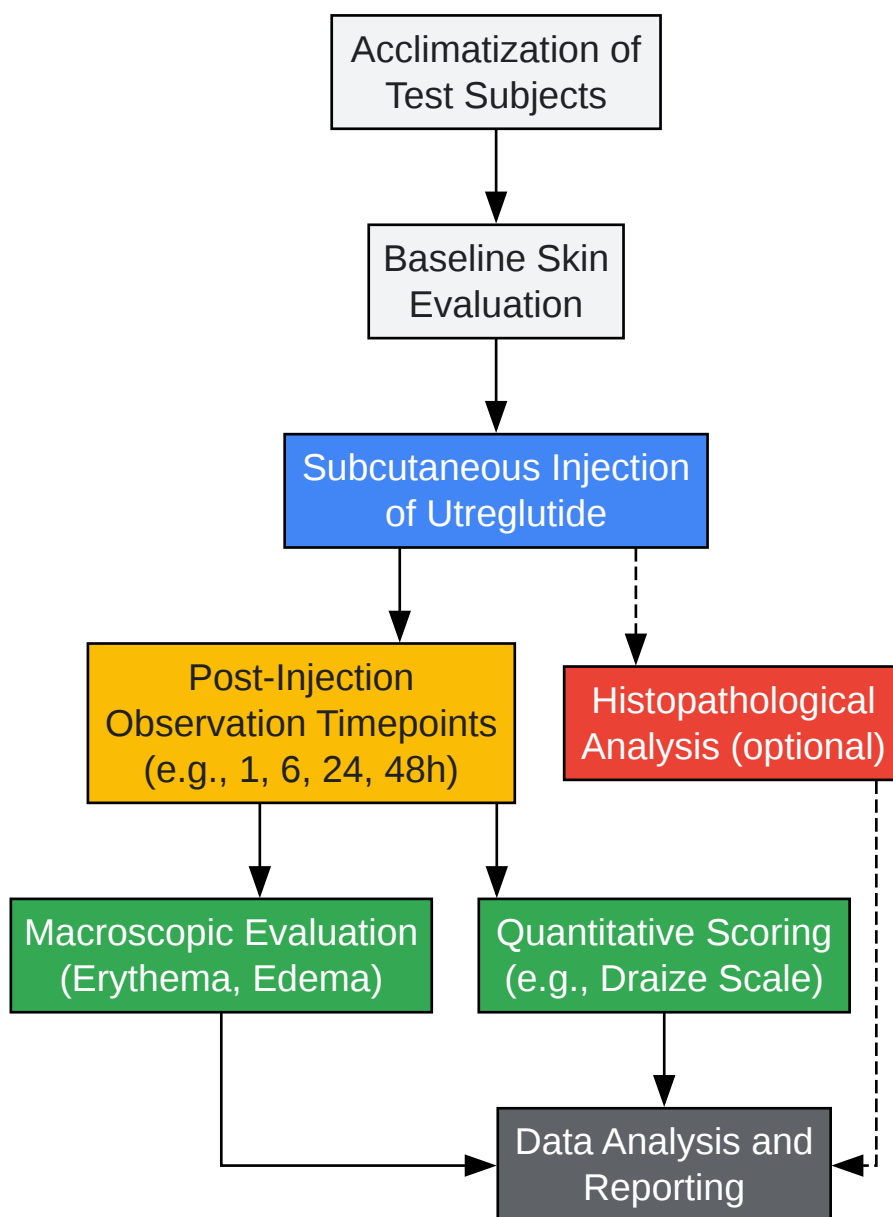 Acclimatization of
Test Subjects
Baseline Skin
Evaluation
Subcutaneous Injection
of Utreglutide
Post-Injection
Observation Timepoints
(e.g., 1, 6, 24, 48h)
Histopathological
Analysis (optional)
Macroscopic Evaluation
(Erythema, Edema)
Quantitative Scoring
(e.g., Draize Scale)
Data Analysis and
Reporting